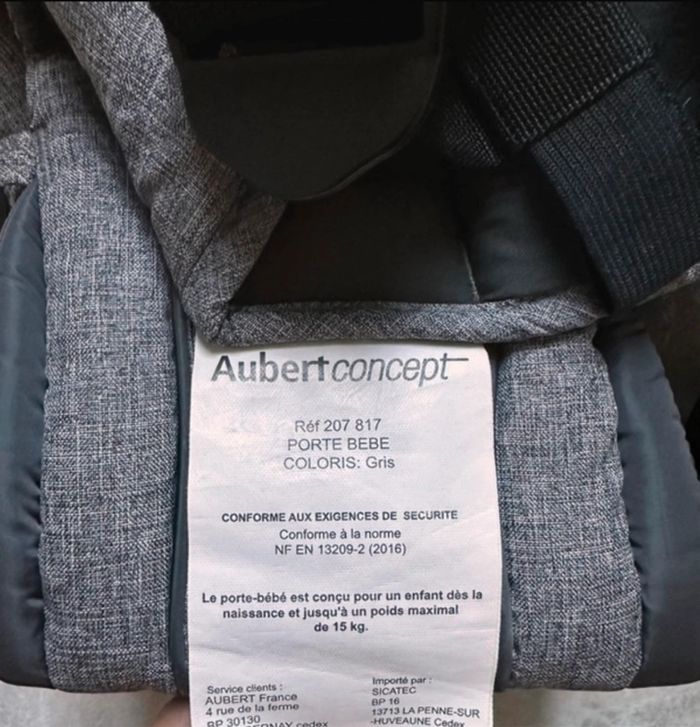 Aubert concept
Réf 207 817
PORTE BEBE
COLORIS: Gris
CONFORME AUX EXIGENCES DE SECURITE
Conforme à la norme
NF EN 13209-2 (2016)
Le porte-bébé est conçu pour un enfant dès la
naissance et jusqu'à un poids maximal
de 15 kg.
Service clients :
AUBERT France
4 rue de la ferme
BP 30130
cedex
Importé par :
SICATEC
BP 16
13713 LA PENNE-SUR
-HUVEAUNE Cedex